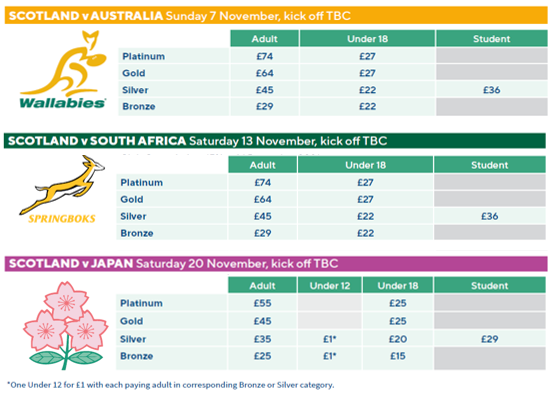 SCOTLAND v AUSTRALIA Sunday 7 November, kick off TBC
Adult Under 18 Student
Platinum £74 £27
Gold £64 £27
Silver £45 £22 £36
Bronze £29 £22
Wallabies
SCOTLAND v SOUTH AFRICA Saturday 13 November, kick off TBC
Adult Under 18 Student
Platinum £74 £27
Gold £64 £27
Silver £45 £22 £36
Bronze £29 £22
SPRINGBOKS
SCOTLAND v JAPAN Saturday 20 November, kick off TBC
Adult Under 12 Under 18 Student
Platinum £55 £25
Gold £45 £25
Silver £35 £1* £20 £29
Bronze £25 £1* £15
*One Under 12 for £1 with each paying adult in corresponding Bronze or Silver category.